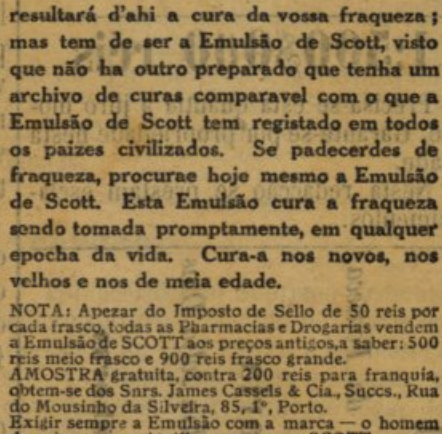 resultará d'ahi a cura da vossa fraqueza ;
mas tem de ser a Emulsão de Scott, visto
que não ha outro preparado que tenha um
archivo de curas comparavel com o que a
Emulsão de Scott tem registado em todos
os paizes civilizados. Se padecerdes de
fraqueza, procurae hoje mesmo a Emulsão
de Scott. Esta Emulsão cura a fraqueza
sendo tomada promptamente, em qualquer
epocha da vida. Cura-a nos novos, nos
velhos e nos de meia edade.
NOTA: Apezar do Imposto de Sello de 50 reis por
cada frasco, todas as Pharmacias e Drogarias vendem
a Emulsão de SCOTT aos preços antigos, a saber: 500
reis meio frasco e 900 reis frasco grande.
AMOSTRA gratuita, contra 200 reis para franquia,
obtem-se dos Snrs. James Cassels & Cia., Succs., Rua
do Mousinho da Silveira, 85, 1º, Porto.
Exigir sempre a Emulsão com a marca — o homem